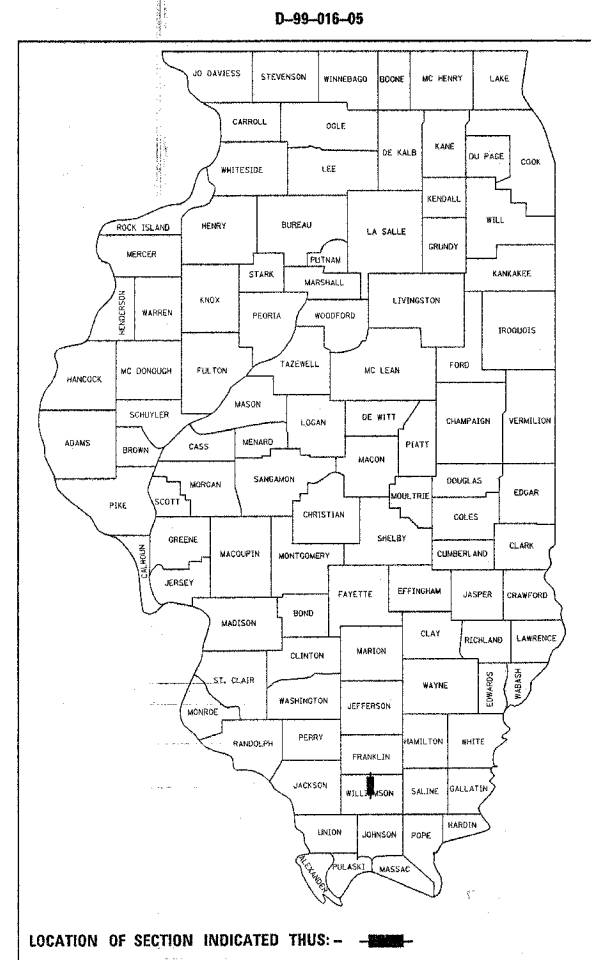 D-99-016-05
JO DAVIESS STEVENSON WINNEBAGO BOONE MC HENRY LAKE
CARROLL OGLE DE KALB KANE DU PAGE COOK
WHITESIDE LEE
KENDALL WILL
ROCK ISLAND HENRY BUREAU LA SALLE GRUNDY
MERCER PUTNAM KANKAKEE
STARK MARSHALL
HENDERSON WARREN KNOX PEORIA WOODFORD LIVINGSTON IROQUOIS
HANCOCK MC DONOUGH FULTON TAZEWELL MC LEAN FORD
SCHUYLER MASON LOGAN DE WITT CHAMPAIGN VERMILION
ADAMS BROWN CASS MENARD MACON PIATT
PIKE SCOTT MORGAN SANGAMON CHRISTIAN MOULTRIE DOUGLAS EDGAR
COLES
GREENE MACOUPIN MONTGOMERY SHELBY CUMBERLAND CLARK
CALHOUN JERSEY
FAYETTE EFFINGHAM JASPER CRAWFORD
MADISON BOND
CLAY RICHLAND LAWRENCE
CLINTON MARION
ST. CLAIR WAYNE EDWARDS WABASH
MONROE WASHINGTON JEFFERSON
RANDOLPH PERRY HAMILTON WHITE
FRANKLIN
JACKSON WILLIAMSON SALINE GALLATIN
UNION JOHNSON POPE HARDIN
ALEXANDER PULASKI MASSAC
LOCATION OF SECTION INDICATED THUS: -